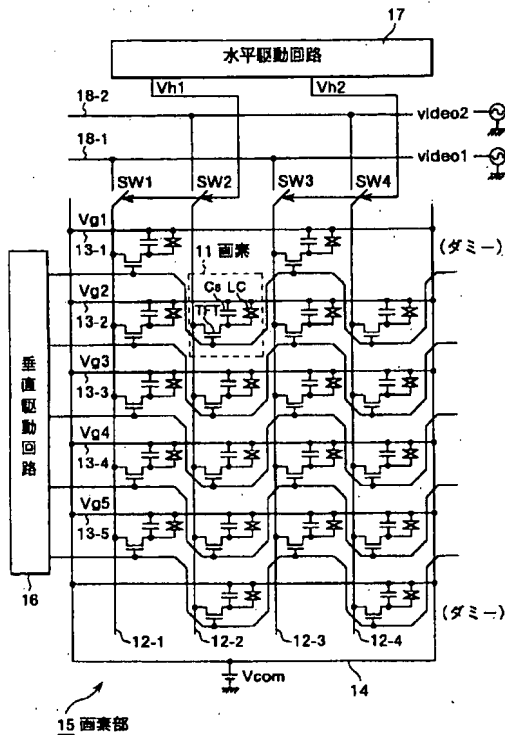 17
水平駆動回路
Vh1
Vh2
18-2
video2
18-1
video1
SW1
SW2
SW3
SW4
Vg1
13-1
(ダミー)
11 画素
Vg2
Cs LC
13-2
TFT
垂直駆動回路
Vg3
13-3
Vg4
13-4
Vg5
13-5
16
(ダミー)
12-1
12-2
12-3
12-4
Vcom
14
15 画素部